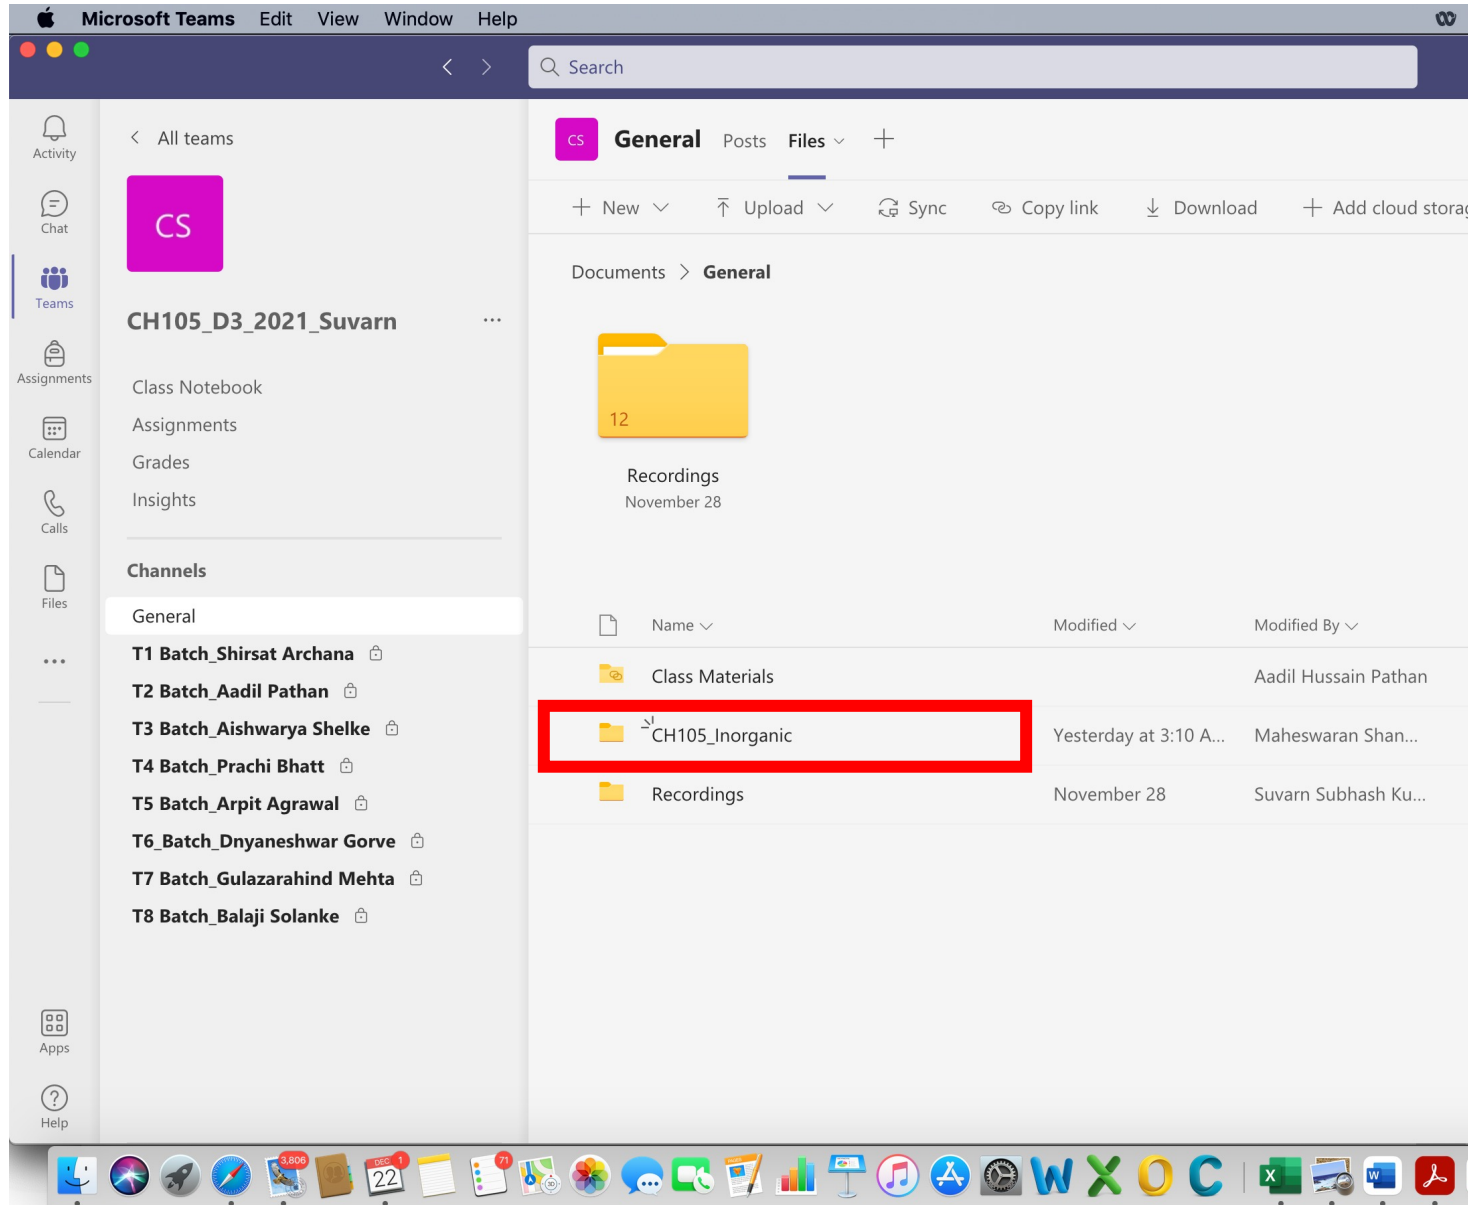 Microsoft Teams Edit View Window Help
Search
Activity
Chat
Teams
Assignments
Calendar
Calls
Files
Apps
Help
All teams
CS
CH105_D3_2021_Suvarn
Class Notebook
Assignments
Grades
Insights
Channels
General
T1 Batch_Shirsat Archana
T2 Batch_Aadil Pathan
T3 Batch_Aishwarya Shelke
T4 Batch_Prachi Bhatt
T5 Batch_Arpit Agrawal
T6_Batch_Dnyaneshwar Gorve
T7 Batch_Gulazarahind Mehta
T8 Batch_Balaji Solanke
CS General Posts Files
New Upload Sync Copy link Download Add cloud storag
Documents > General
12
Recordings
November 28
Name Modified Modified By
Class Materials Aadil Hussain Pathan
CH105_Inorganic Yesterday at 3:10 A... Maheswaran Shan...
Recordings November 28 Suvarn Subhash Ku...
3,806 DEC 22 1 71 3D W X O C X W